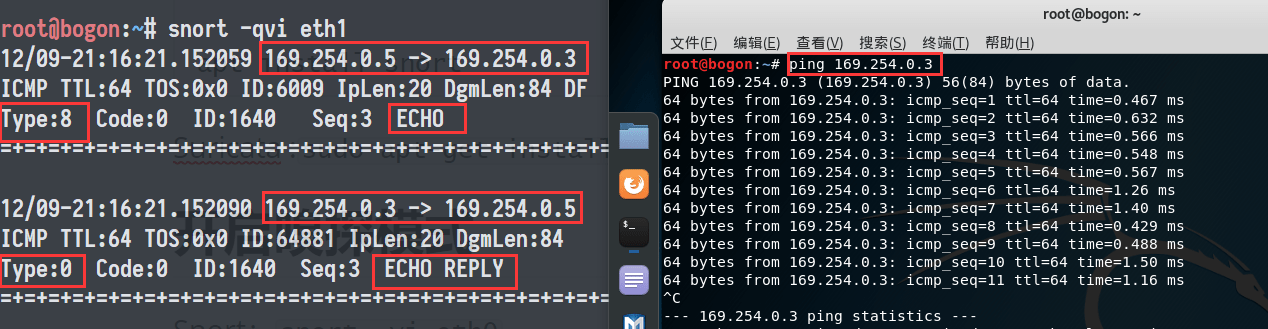 root@bogon:~# snort -qvi eth1
12/09-21:16:21.152059 169.254.0.5 -> 169.254.0.3
ICMP TTL:64 TOS:0x0 ID:6009 IpLen:20 DgmLen:84 DF
Type:8 Code:0 ID:1640 Seq:3 ECHO
=+=+=+=+=+=+=+=+=+=+=+=+=+=+=+=+=+=+=+=+=+=+=+=+=
12/09-21:16:21.152090 169.254.0.3 -> 169.254.0.5
ICMP TTL:64 TOS:0x0 ID:64881 IpLen:20 DgmLen:84
Type:0 Code:0 ID:1640 Seq:3 ECHO REPLY
=+=+=+=+=+=+=+=+=+=+=+=+=+=+=+=+=+=+=+=+=+=+=+=+=
root@bogon: ~
文件(F) 编辑(E) 查看(V) 搜索(S) 终端(T) 帮助(H)
root@bogon:~# ping 169.254.0.3
PING 169.254.0.3 (169.254.0.3) 56(84) bytes of data.
64 bytes from 169.254.0.3: icmp_seq=1 ttl=64 time=0.467 ms
64 bytes from 169.254.0.3: icmp_seq=2 ttl=64 time=0.632 ms
64 bytes from 169.254.0.3: icmp_seq=3 ttl=64 time=0.566 ms
64 bytes from 169.254.0.3: icmp_seq=4 ttl=64 time=0.548 ms
64 bytes from 169.254.0.3: icmp_seq=5 ttl=64 time=0.567 ms
64 bytes from 169.254.0.3: icmp_seq=6 ttl=64 time=1.26 ms
64 bytes from 169.254.0.3: icmp_seq=7 ttl=64 time=1.40 ms
64 bytes from 169.254.0.3: icmp_seq=8 ttl=64 time=0.429 ms
64 bytes from 169.254.0.3: icmp_seq=9 ttl=64 time=0.488 ms
64 bytes from 169.254.0.3: icmp_seq=10 ttl=64 time=1.50 ms
64 bytes from 169.254.0.3: icmp_seq=11 ttl=64 time=1.16 ms
^C
--- 169.254.0.3 ping statistics ---